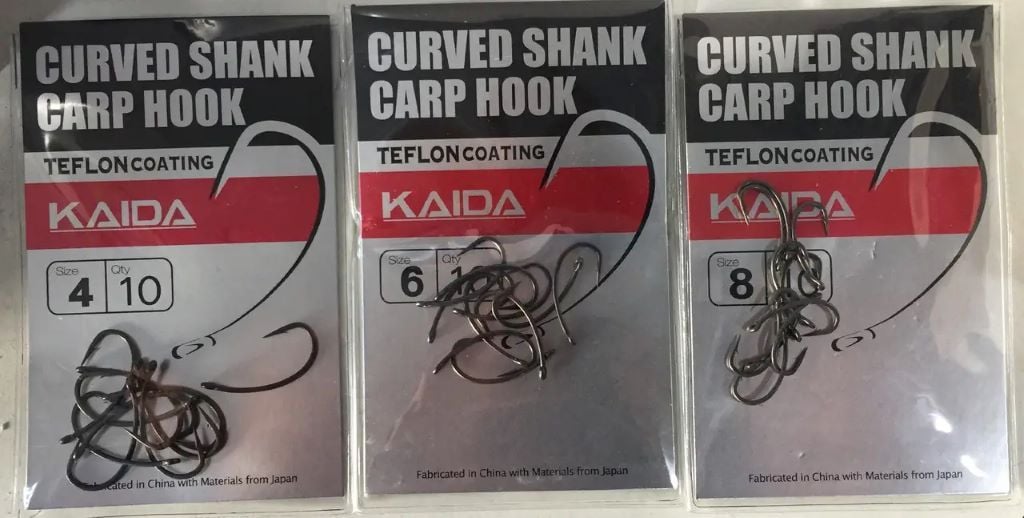 CURVED SHANK
CARP HOOK
TEFLON COATING
KAIDA
Size Qty
4 10
Fabricated in China with Materials from Japan
CURVED SHANK
CARP HOOK
TEFLON COATING
KAIDA
Size
6
Fabricated in China with Materials from Japan
CURVED SHANK
CARP HOOK
TEFLON COATING
KAIDA
Size
8
Fabricated in China with Materials from Japan